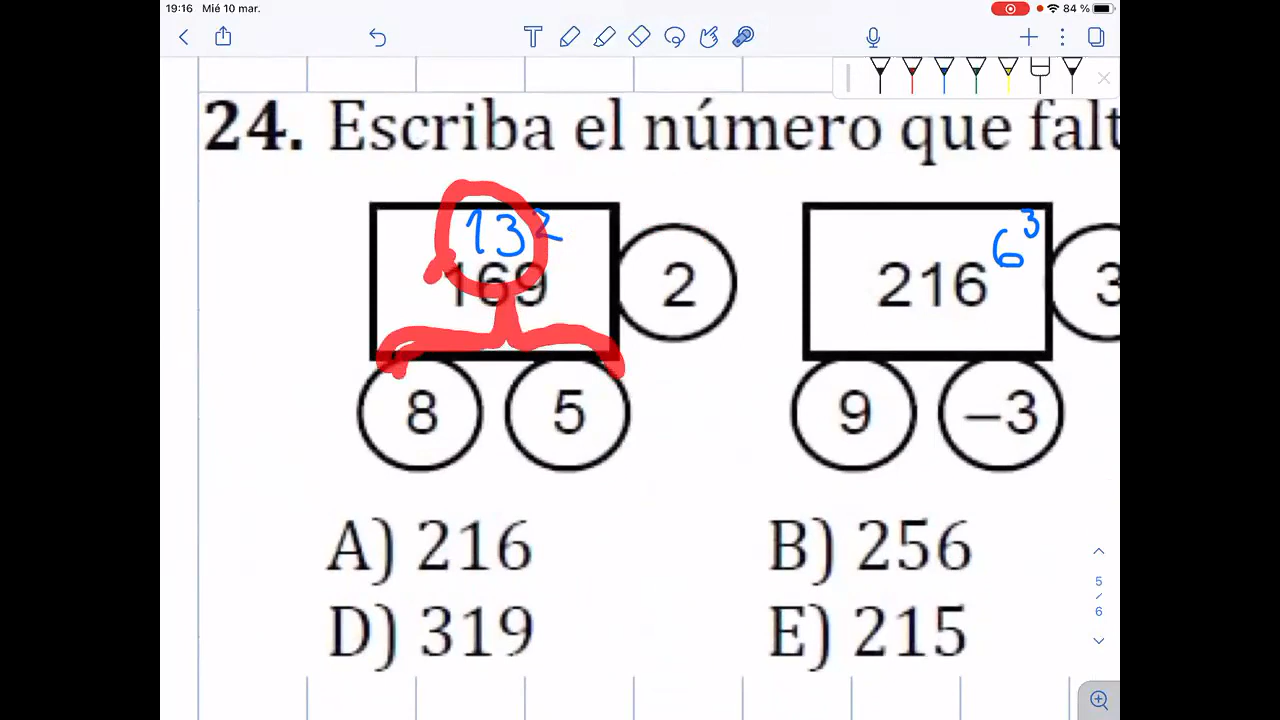 19:16 Mié 10 mar. 84 %
24. Escriba el número que falt
13² 6³
169 2 216 3
8 5 9 –3
A) 216 B) 256
D) 319 E) 215
5
/
6